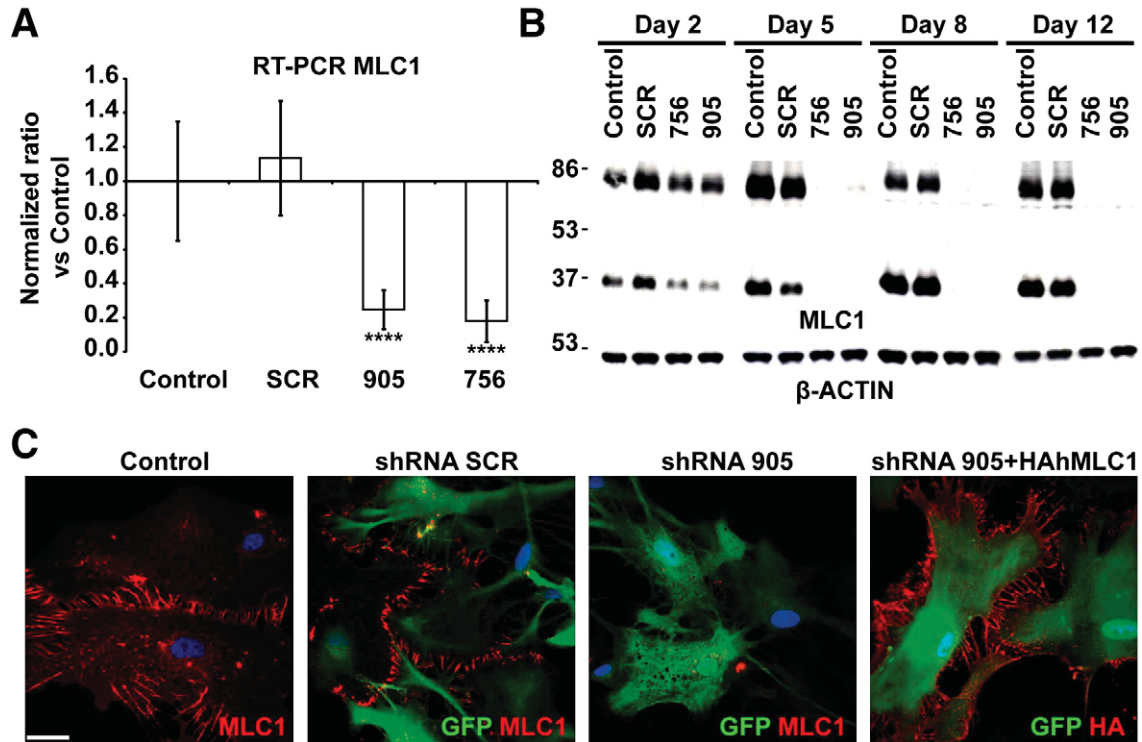 A
RT-PCR MLC1
Normalized ratio
vs Control
1.6
1.4
1.2
1.0
0.8
0.6
0.4
0.2
0.0
****
****
Control SCR 905 756
B
Day 2 Day 5 Day 8 Day 12
Control SCR 756 905 Control SCR 756 905 Control SCR 756 905 Control SCR 756 905
86-
53-
37-
MLC1
53-
β-ACTIN
C
Control shRNA SCR shRNA 905 shRNA 905+HAhMLC1
MLC1 GFP MLC1 GFP MLC1 GFP HA